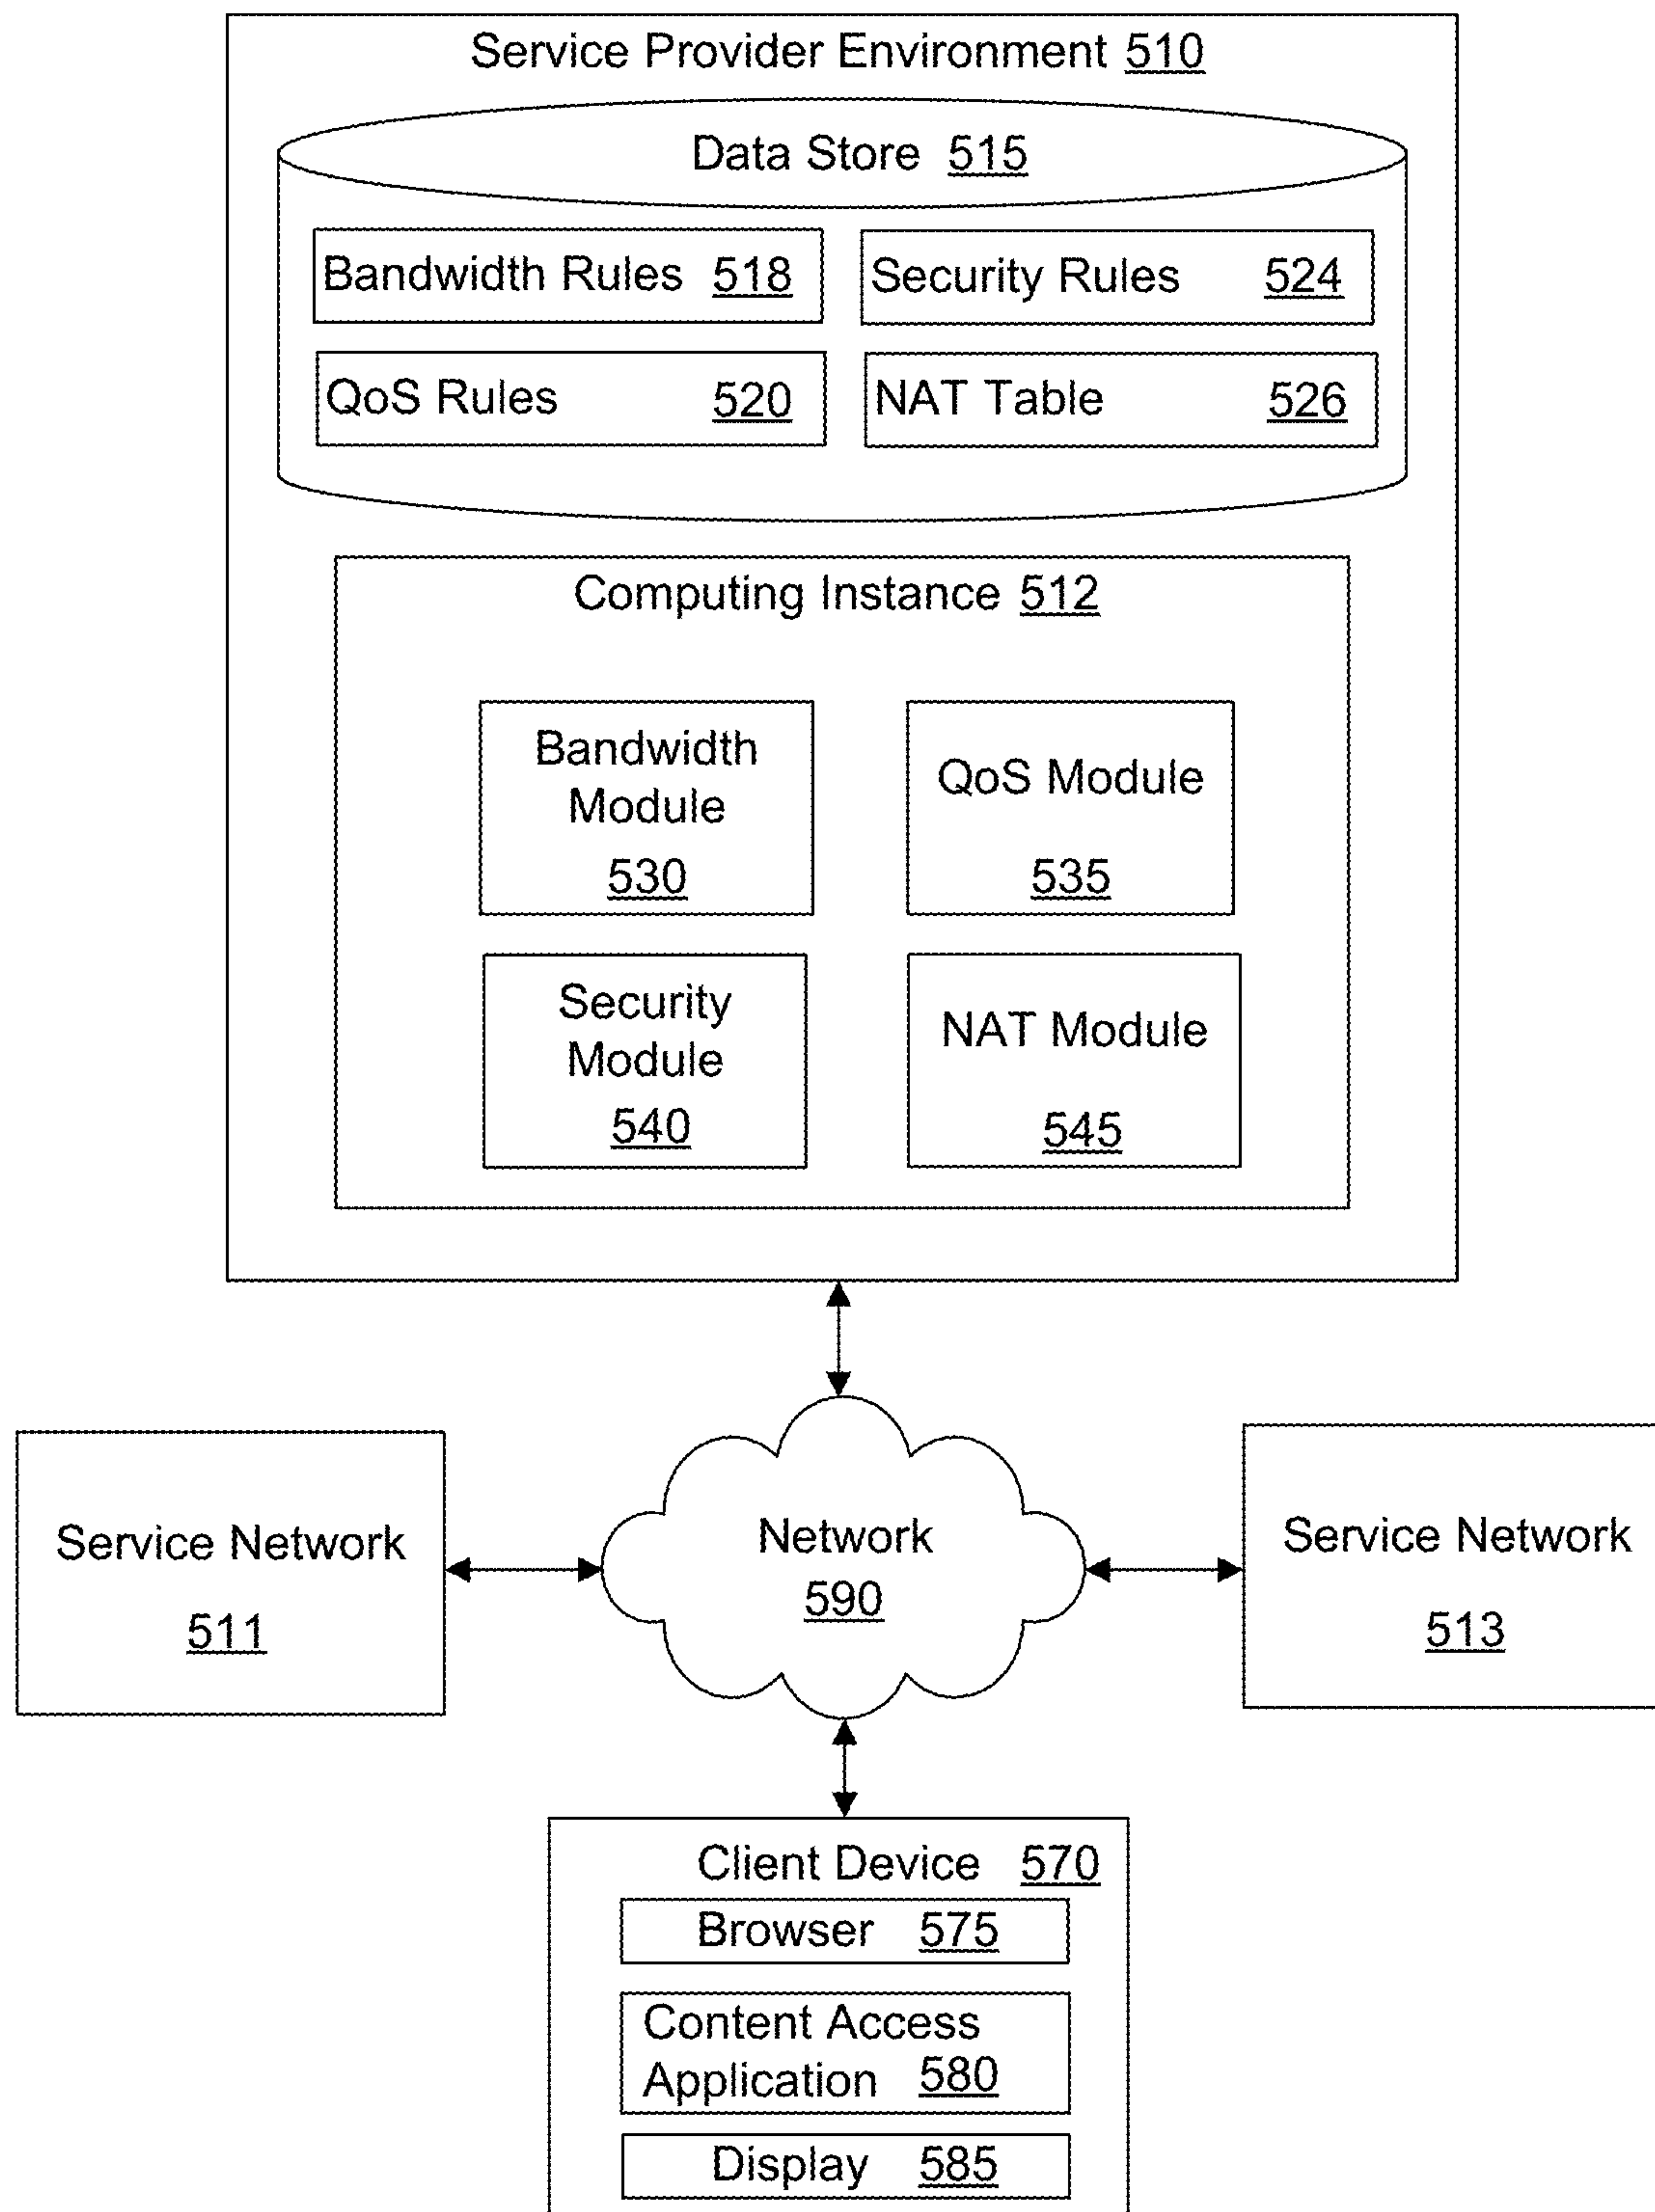 Service Provider Environment 510
Data Store 515
Bandwidth Rules 518
Security Rules 524
QoS Rules 520
NAT Table 526
Computing Instance 512
Bandwidth
Module
530
QoS Module
535
Security
Module
540
NAT Module
545
Service Network
511
Network
590
Service Network
513
Client Device 570
Browser 575
Content Access
Application 580
Display 585